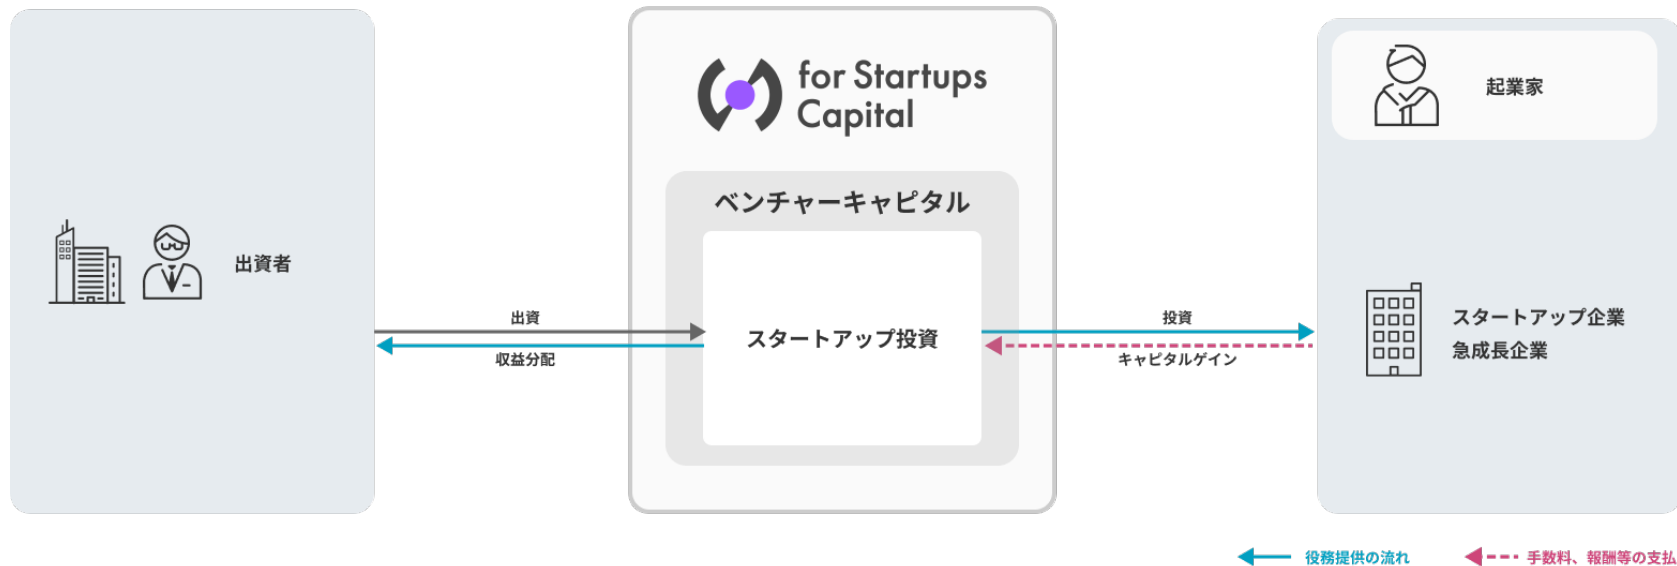 for Startups
Capital
起業家
ベンチャーキャピタル
出資者
出資
収益分配
スタートアップ投資
投資
キャピタルゲイン
スタートアップ企業
急成長企業
役務提供の流れ
手数料、報酬等の支払